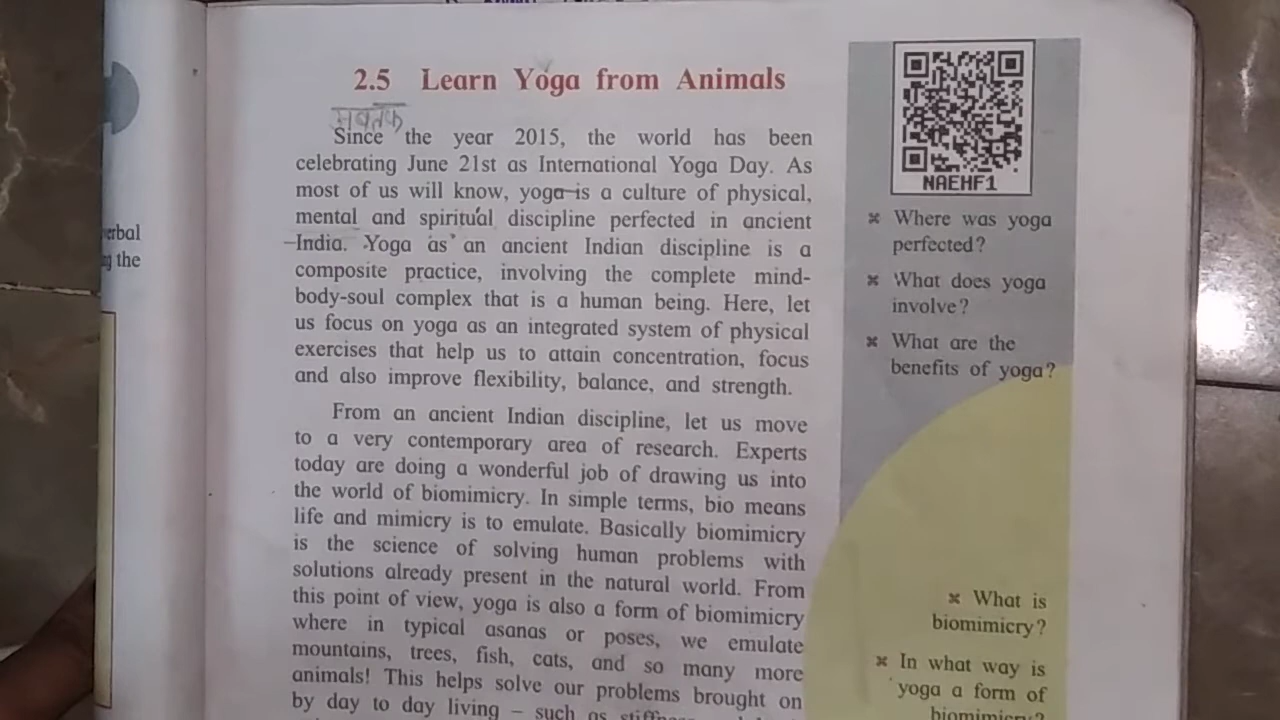 2.5 Learn Yoga from Animals
Since the year 2015, the world has been
celebrating June 21st as International Yoga Day. As
most of us will know, yoga is a culture of physical,
mental and spiritual discipline perfected in ancient
India. Yoga as an ancient Indian discipline is a
composite practice, involving the complete mind-
body-soul complex that is a human being. Here, let
us focus on yoga as an integrated system of physical
exercises that help us to attain concentration, focus
and also improve flexibility, balance, and strength.
From an ancient Indian discipline, let us move
to a very contemporary area of research. Experts
today are doing a wonderful job of drawing us into
the world of biomimicry. In simple terms, bio means
life and mimicry is to emulate. Basically biomimicry
is the science of solving human problems with
solutions already present in the natural world. From
this point of view, yoga is also a form of biomimicry
where in typical asanas or poses, we emulate
mountains, trees, fish, cats, and so many more
animals! This helps solve our problems brought on
by day to day living – such as
NAEHF1
× Where was yoga
perfected?
× What does yoga
involve?
× What are the
benefits of yoga?
× What is
biomimicry?
× In what way is
yoga a form of
biomimicry?
erbal
the